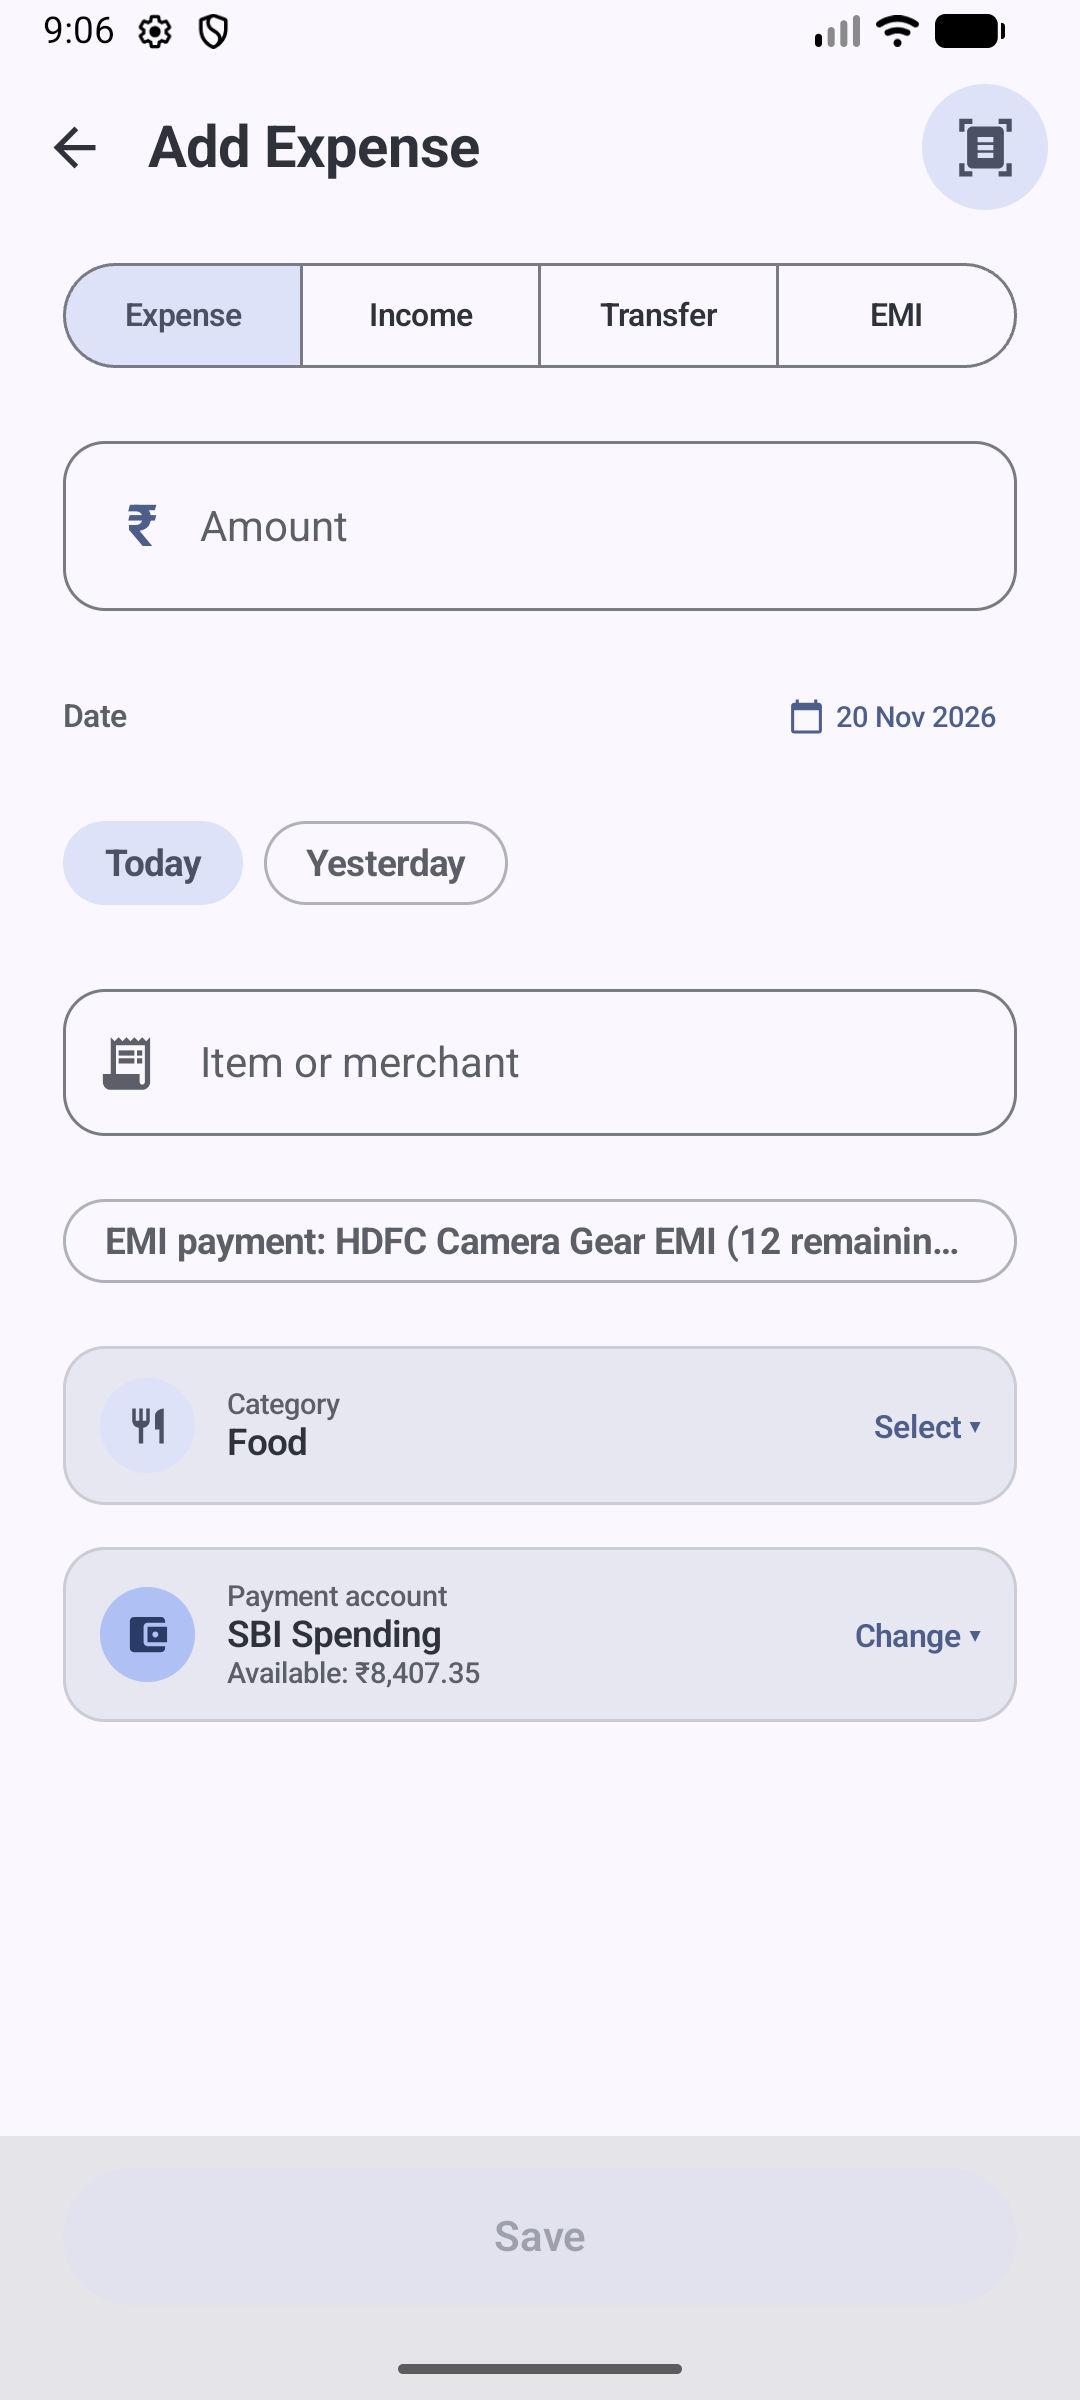 9:06
Add Expense
Expense
Income
Transfer
EMI
₹ Amount
Date
20 Nov 2026
Today
Yesterday
Item or merchant
EMI payment: HDFC Camera Gear EMI (12 remainin...
Category
Food
Select ▾
Payment account
SBI Spending
Available: ₹8,407.35
Change ▾
Save